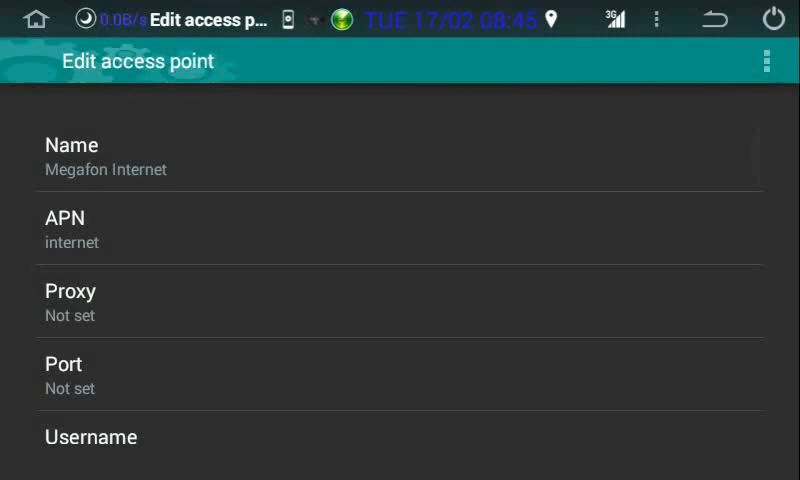 0.0B/s Edit access p... TUE 17/02 08:45 3G
Edit access point
Name
Megafon Internet
APN
internet
Proxy
Not set
Port
Not set
Username